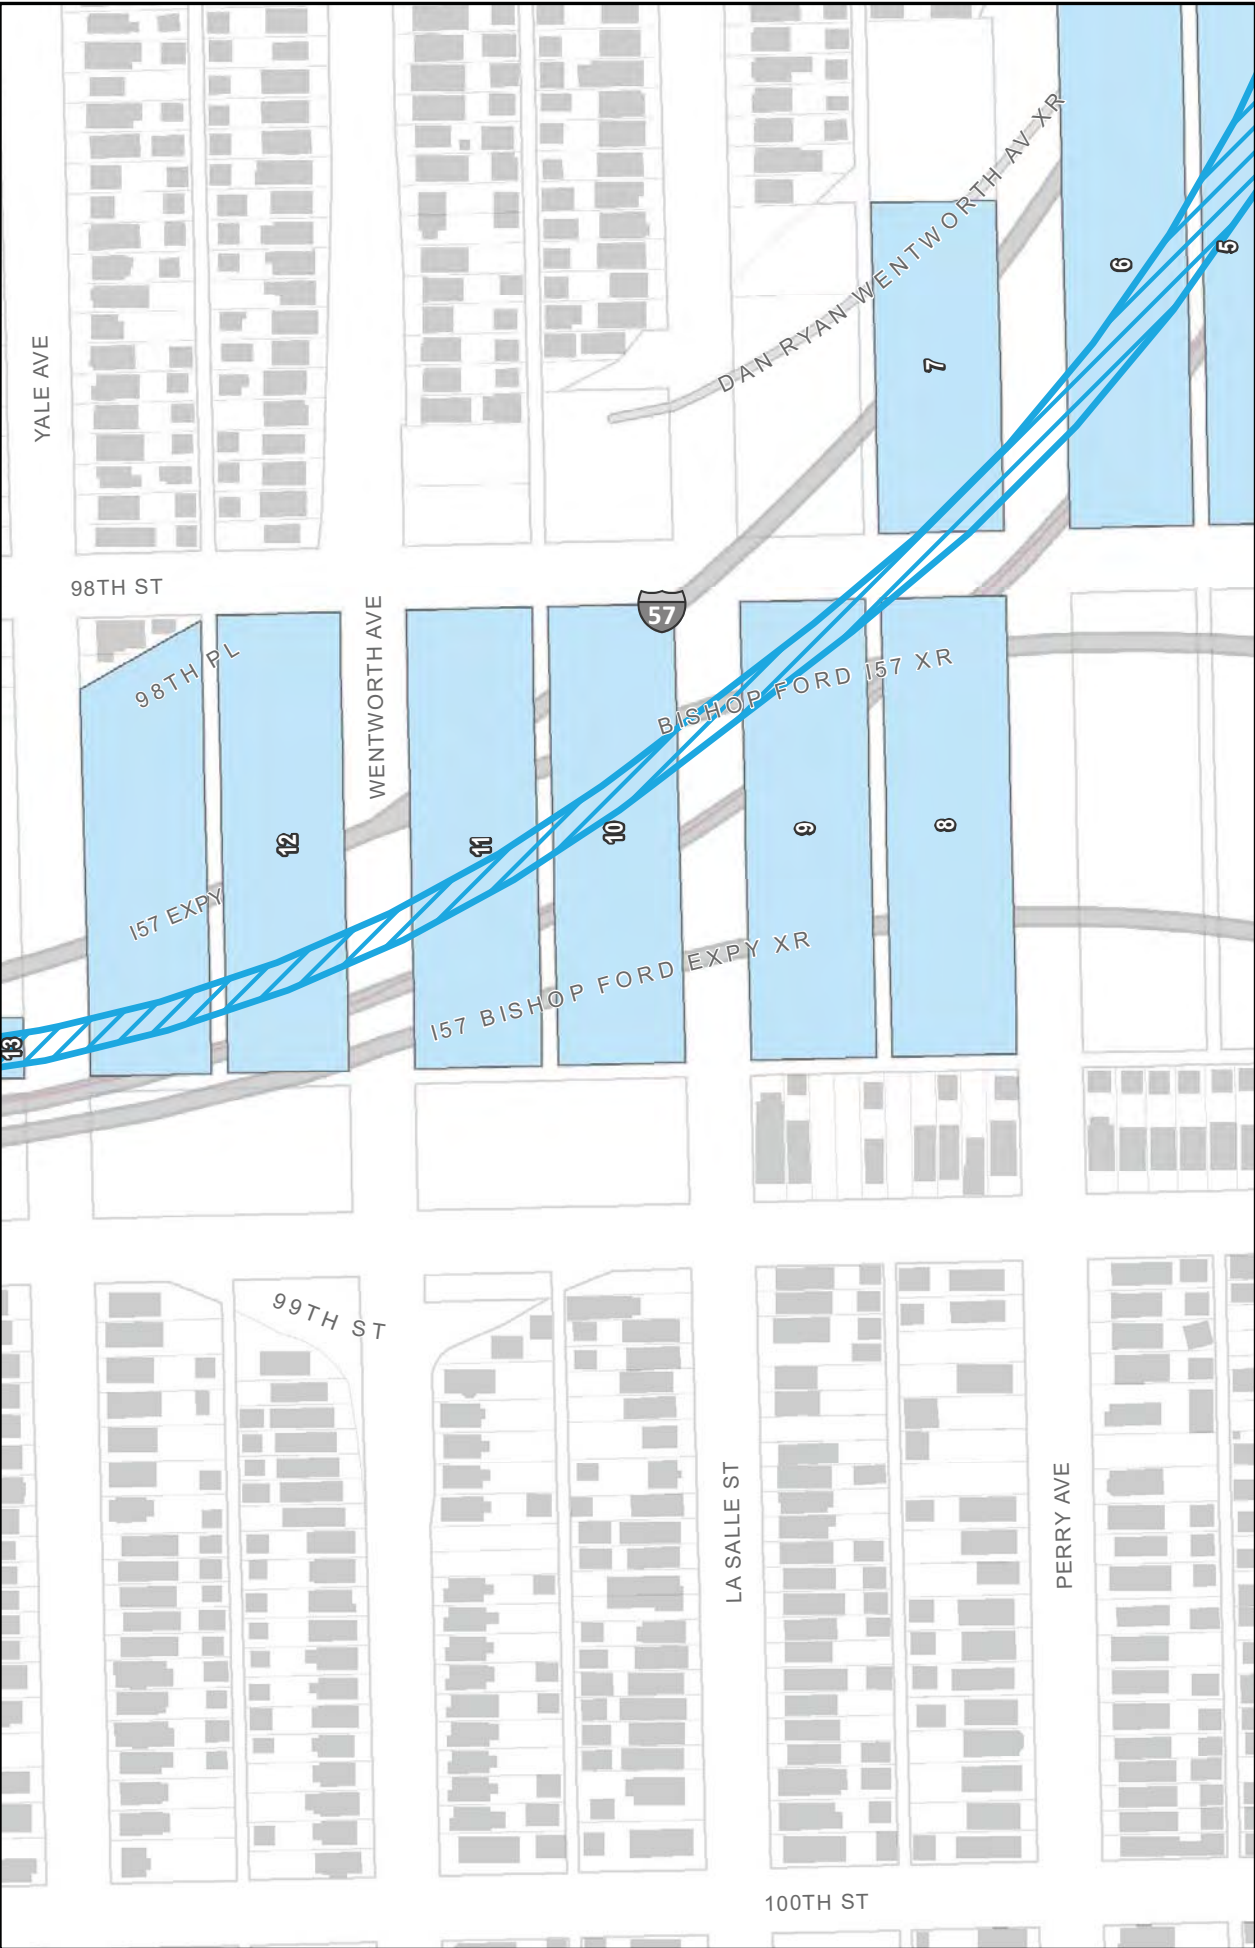 DAN RYAN WENTWORTH AV XR
6
5
7
YALE AVE
98TH ST
57
98TH PL
WENTWORTH AVE
BISHOP FORD I57 XR
12
11
10
9
8
I57 EXPY
I57 BISHOP FORD EXPY XR
13
99TH ST
LA SALLE ST
PERRY AVE
100TH ST